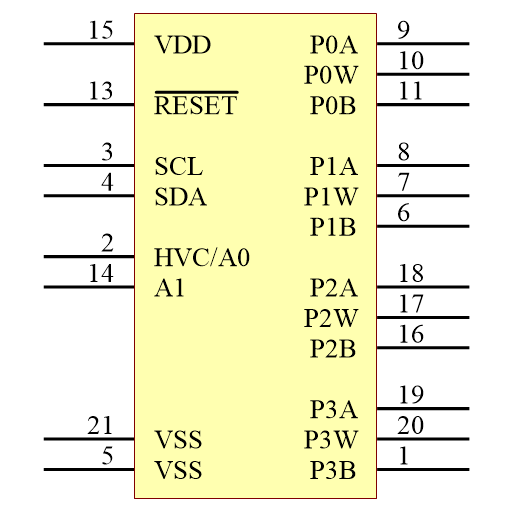 15 VDD P0A 9
P0W 10
13 RESET P0B 11
3 SCL P1A 8
4 SDA P1W 7
P1B 6
2 HVC/A0
14 A1 P2A 18
P2W 17
P2B 16
P3A 19
21 VSS P3W 20
5 VSS P3B 1